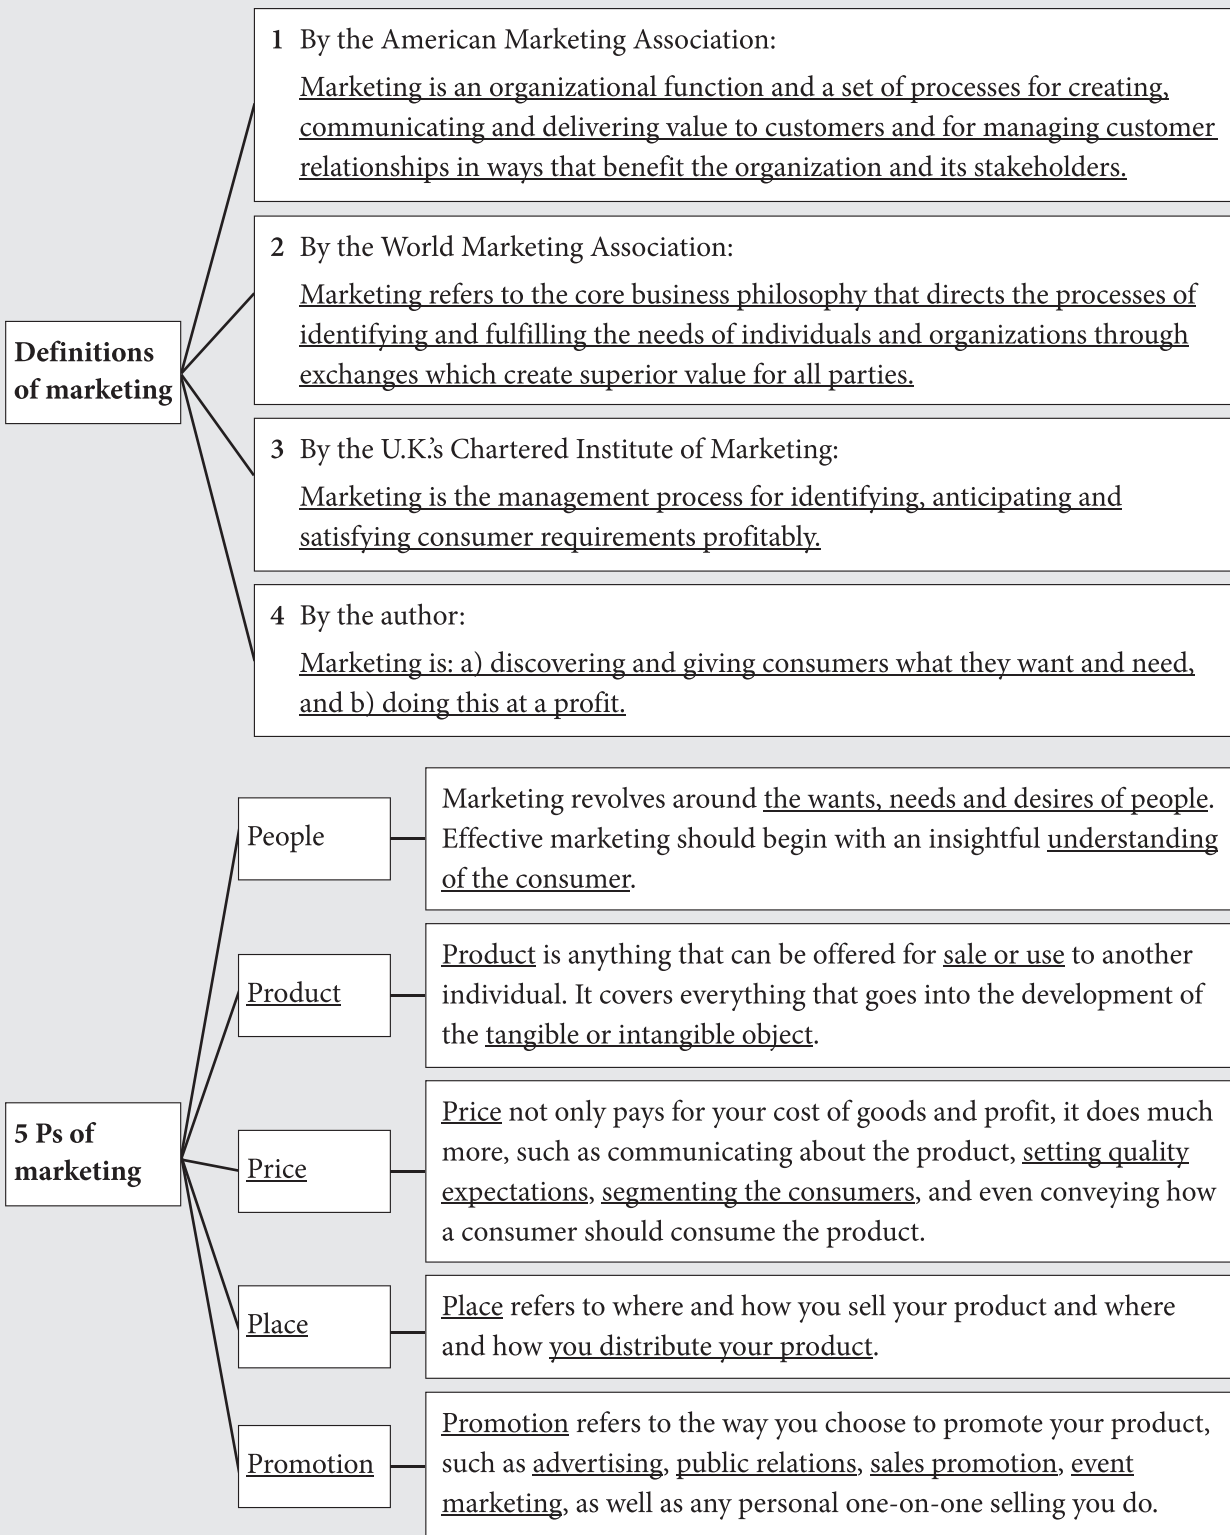 Definitions
of marketing
1 By the American Marketing Association:
Marketing is an organizational function and a set of processes for creating,
communicating and delivering value to customers and for managing customer
relationships in ways that benefit the organization and its stakeholders.
2 By the World Marketing Association:
Marketing refers to the core business philosophy that directs the processes of
identifying and fulfilling the needs of individuals and organizations through
exchanges which create superior value for all parties.
3 By the U.K.'s Chartered Institute of Marketing:
Marketing is the management process for identifying, anticipating and
satisfying consumer requirements profitably.
4 By the author:
Marketing is: a) discovering and giving consumers what they want and need,
and b) doing this at a profit.
5 Ps of
marketing
People
Marketing revolves around the wants, needs and desires of people.
Effective marketing should begin with an insightful understanding
of the consumer.
Product
Product is anything that can be offered for sale or use to another
individual. It covers everything that goes into the development of
the tangible or intangible object.
Price
Price not only pays for your cost of goods and profit, it does much
more, such as communicating about the product, setting quality
expectations, segmenting the consumers, and even conveying how
a consumer should consume the product.
Place
Place refers to where and how you sell your product and where
and how you distribute your product.
Promotion
Promotion refers to the way you choose to promote your product,
such as advertising, public relations, sales promotion, event
marketing, as well as any personal one-on-one selling you do.